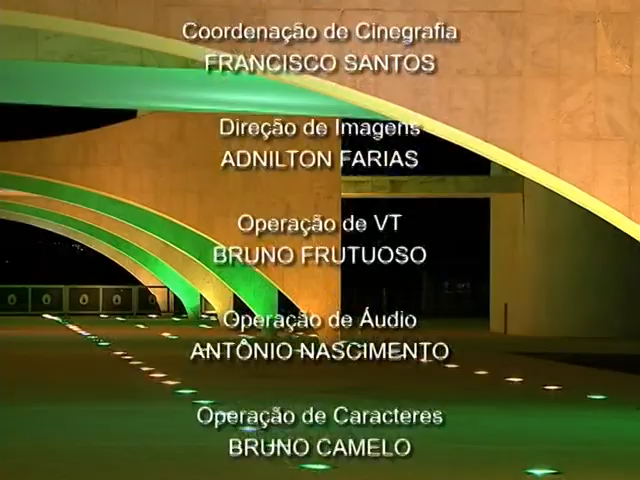 Coordenação de Cinegrafia
FRANCISCO SANTOS
Direção de Imagens
ADNILTON FARIAS
Operação de VT
BRUNO FRUTUOSO
Operação de Áudio
ANTÔNIO NASCIMENTO
Operação de Caracteres
BRUNO CAMELO